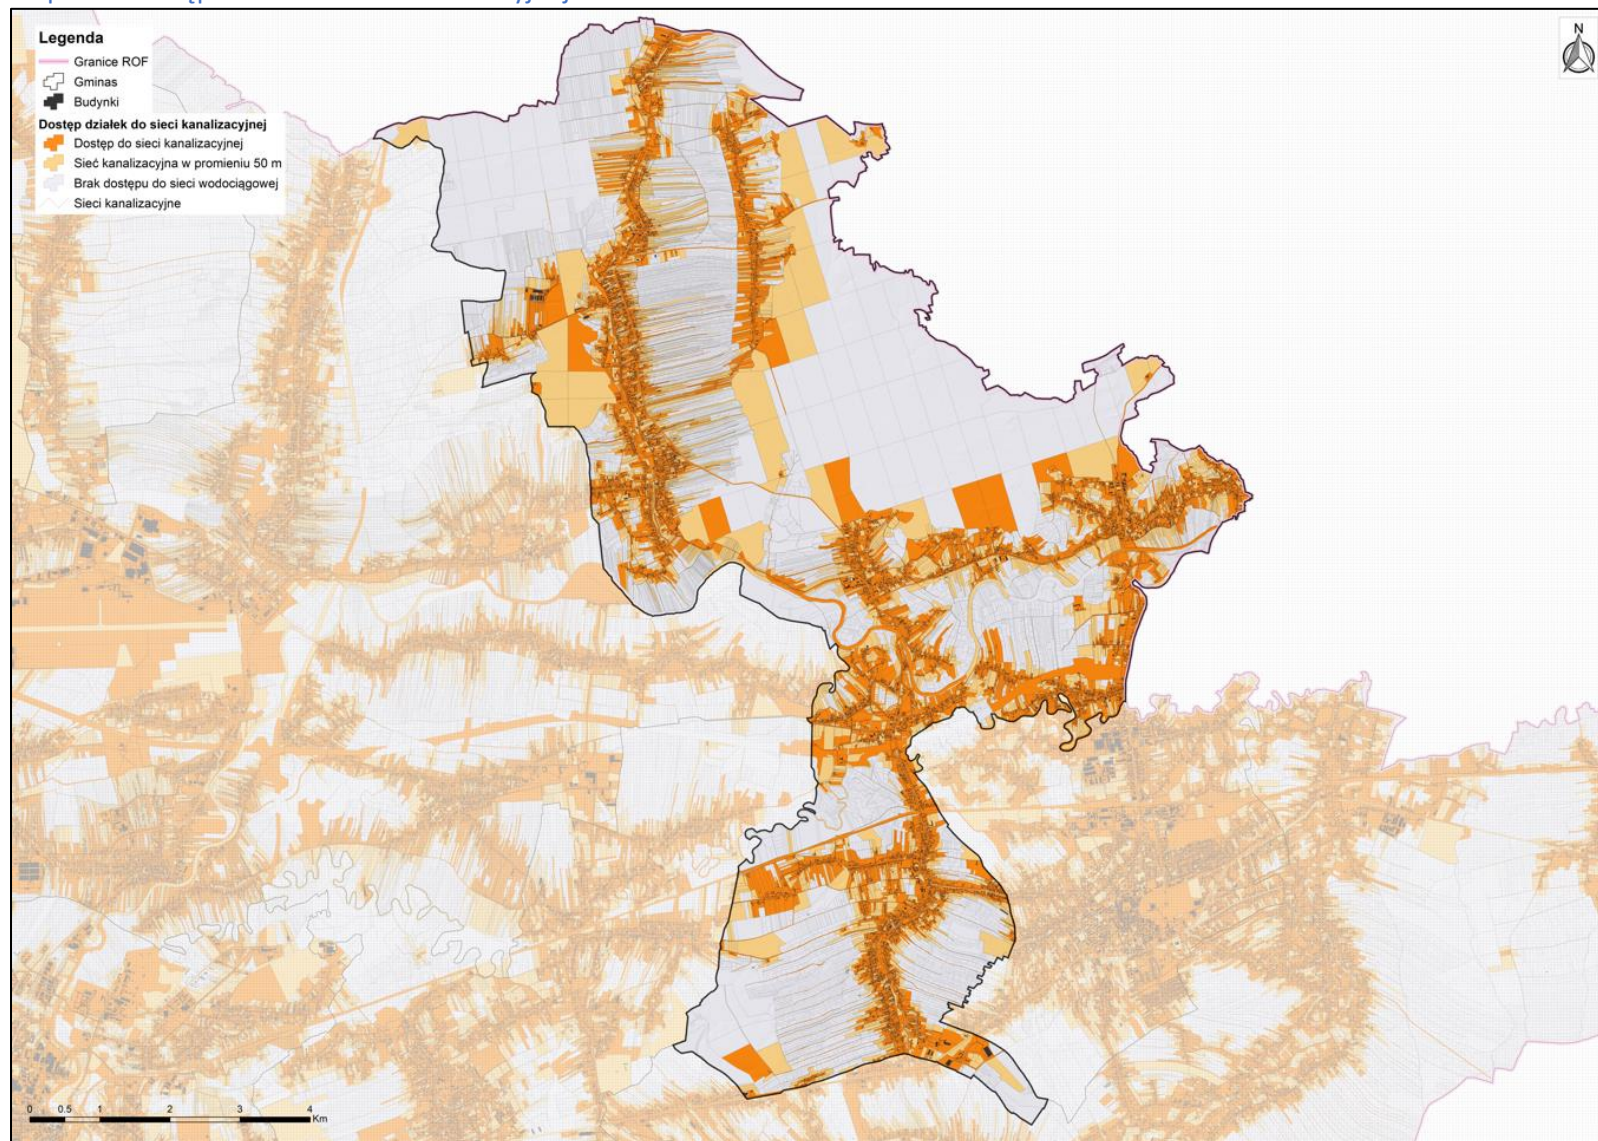 Legenda
Granice ROF
Gminas
Budynki
Dostęp działek do sieci kanalizacyjnej
Dostęp do sieci kanalizacyjnej
Sieć kanalizacyjna w promieniu 50 m
Brak dostępu do sieci wodociągowej
Sieci kanalizacyjne
N
0 0.5 1 2 3 4
Km